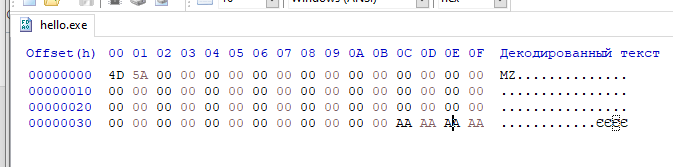 hello.exe
Offset(h) 00 01 02 03 04 05 06 07 08 09 0A 0B 0C 0D 0E 0F Декодированный текст
00000000 4D 5A 00 00 00 00 00 00 00 00 00 00 00 00 00 00 MZ..............
00000010 00 00 00 00 00 00 00 00 00 00 00 00 00 00 00 00 ................
00000020 00 00 00 00 00 00 00 00 00 00 00 00 00 00 00 00 ................
00000030 00 00 00 00 00 00 00 00 00 00 00 00 AA AA AA AA ............ЄЄЄЄ